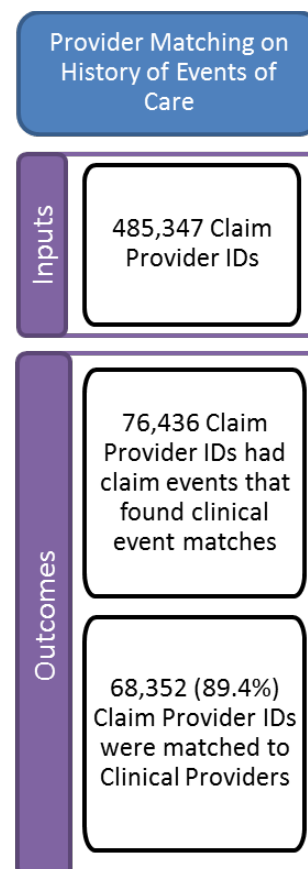 Provider Matching on
History of Events of
Care
Inputs
485,347 Claim
Provider IDs
Outcomes
76,436 Claim
Provider IDs had
claim events that
found clinical
event matches
68,352 (89.4%)
Claim Provider IDs
were matched to
Clinical Providers